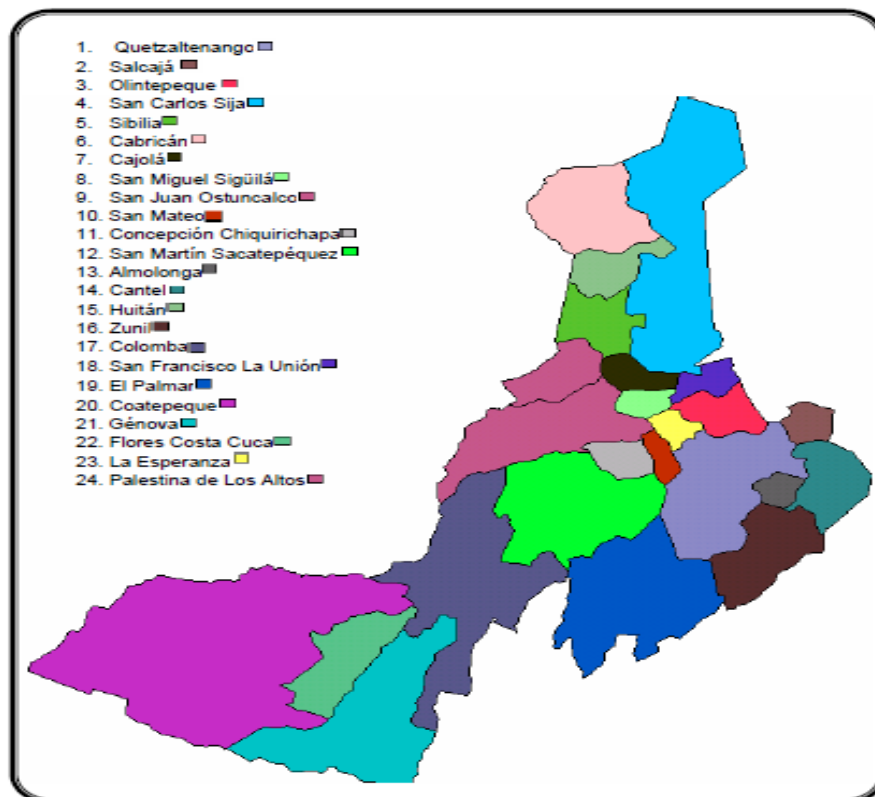 1. Quetzaltenango
2. Salcajá
3. Olintepeque
4. San Carlos Sija
5. Sibilia
6. Cabricán
7. Cajolá
8. San Miguel Sigüilá
9. San Juan Ostuncalco
10. San Mateo
11. Concepción Chiquirichapa
12. San Martín Sacatepéquez
13. Almolonga
14. Cantel
15. Huitán
16. Zunil
17. Colomba
18. San Francisco La Unión
19. El Palmar
20. Coatepeque
21. Génova
22. Flores Costa Cuca
23. La Esperanza
24. Palestina de Los Altos